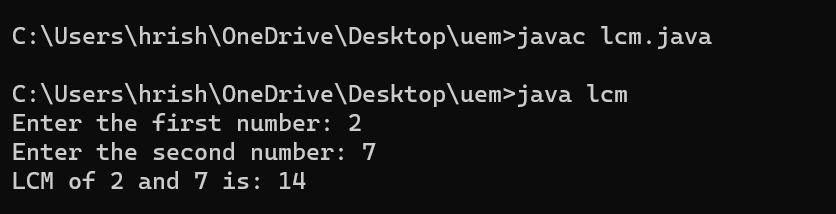 C:\Users\hrish\OneDrive\Desktop\uem>javac lcm.java
C:\Users\hrish\OneDrive\Desktop\uem>java lcm
Enter the first number: 2
Enter the second number: 7
LCM of 2 and 7 is: 14